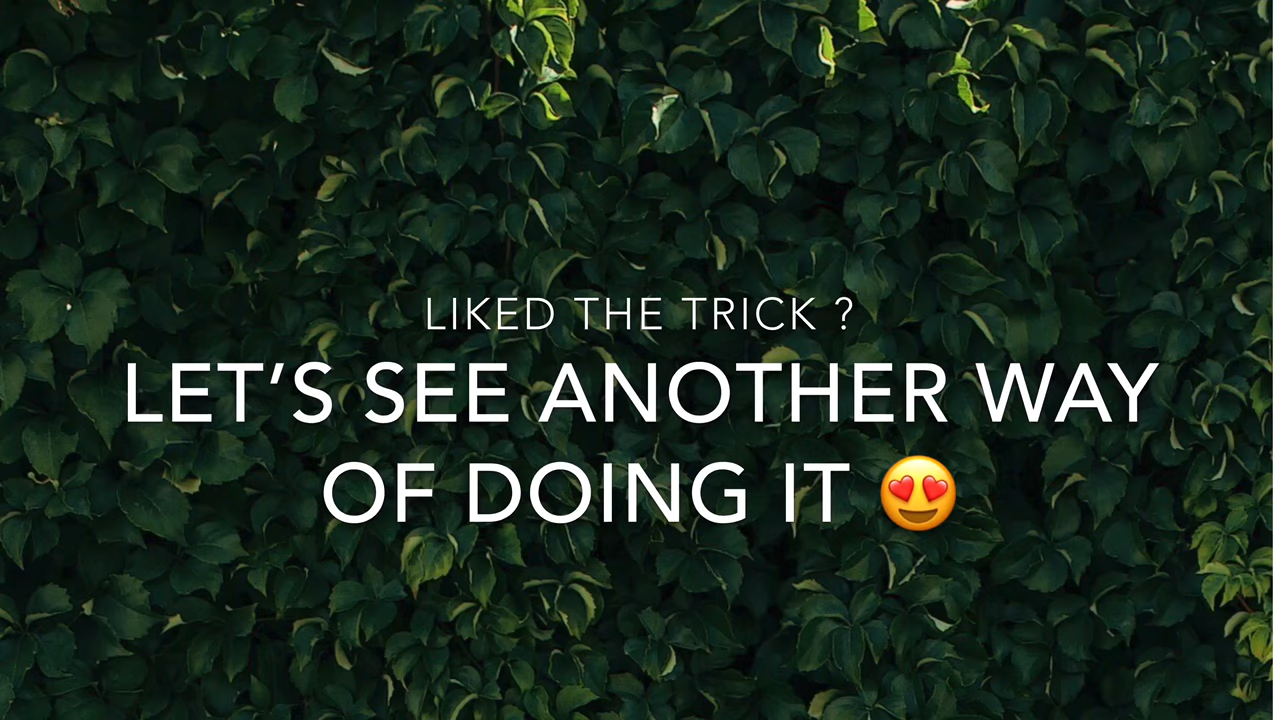 LIKED THE TRICK ?
LET’S SEE ANOTHER WAY
OF DOING IT 😍